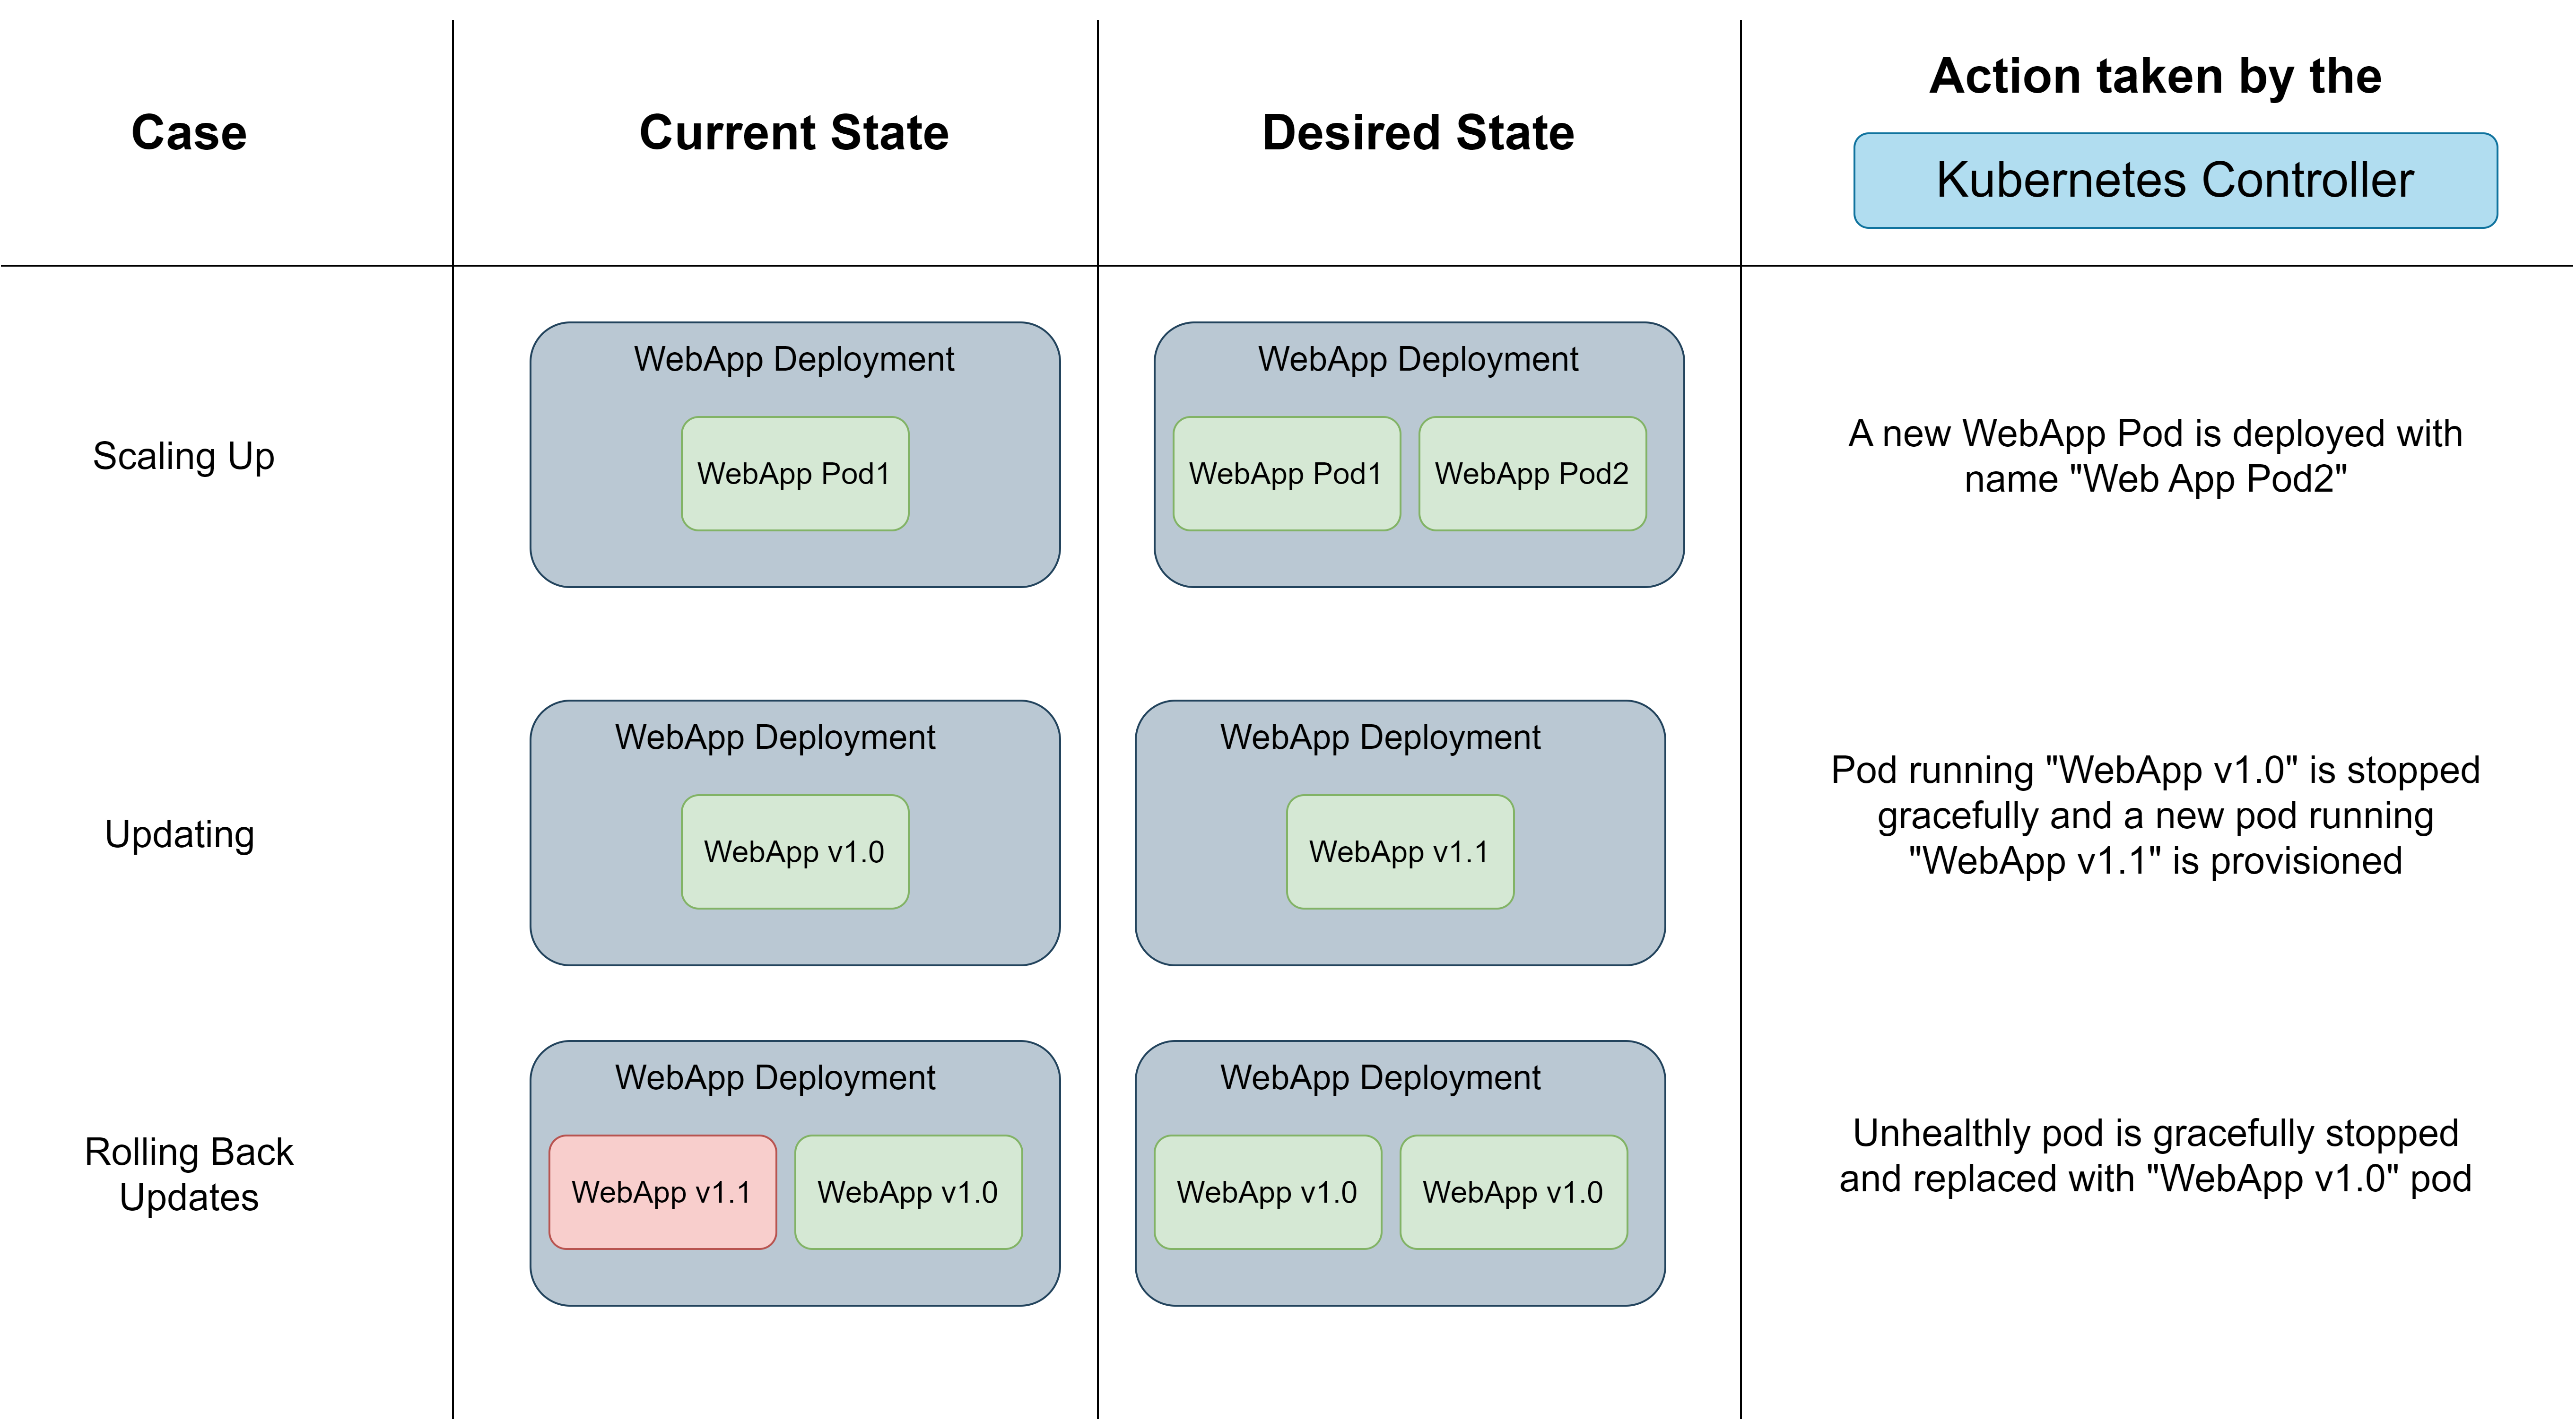 Case
Current State
Desired State
Action taken by the
Kubernetes Controller
Scaling Up
WebApp Deployment
WebApp Pod1
WebApp Deployment
WebApp Pod1
WebApp Pod2
A new WebApp Pod is deployed with
name "Web App Pod2"
Updating
WebApp Deployment
WebApp v1.0
WebApp Deployment
WebApp v1.1
Pod running "WebApp v1.0" is stopped
gracefully and a new pod running
"WebApp v1.1" is provisioned
Rolling Back
Updates
WebApp Deployment
WebApp v1.1
WebApp v1.0
WebApp Deployment
WebApp v1.0
WebApp v1.0
Unhealthly pod is gracefully stopped
and replaced with "WebApp v1.0" pod